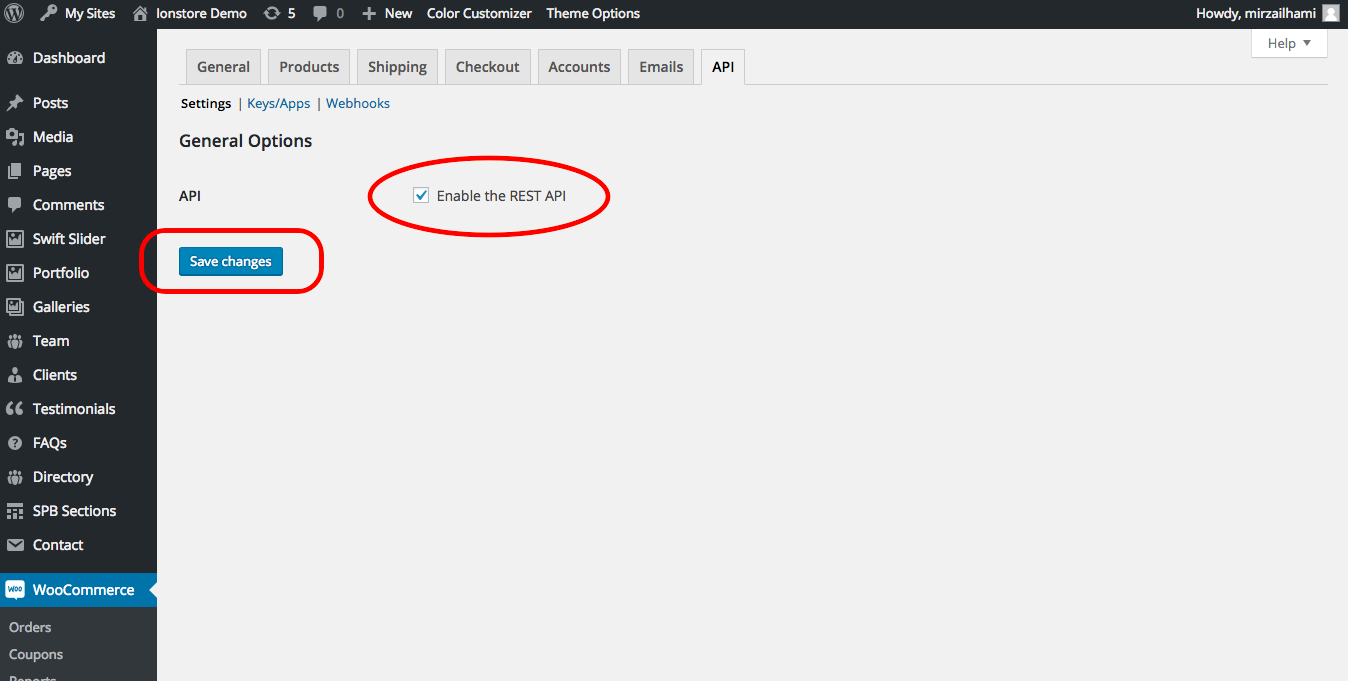 My Sites Ionstore Demo 5 0 New Color Customizer Theme Options Howdy, mirzailhami
Help
Dashboard
Posts
Media
Pages
Comments
Swift Slider
Portfolio
Galleries
Team
Clients
Testimonials
FAQs
Directory
SPB Sections
Contact
WOO WooCommerce
Orders
Coupons
Reports
General Products Shipping Checkout Accounts Emails API
Settings | Keys/Apps | Webhooks
General Options
API Enable the REST API
Save changes